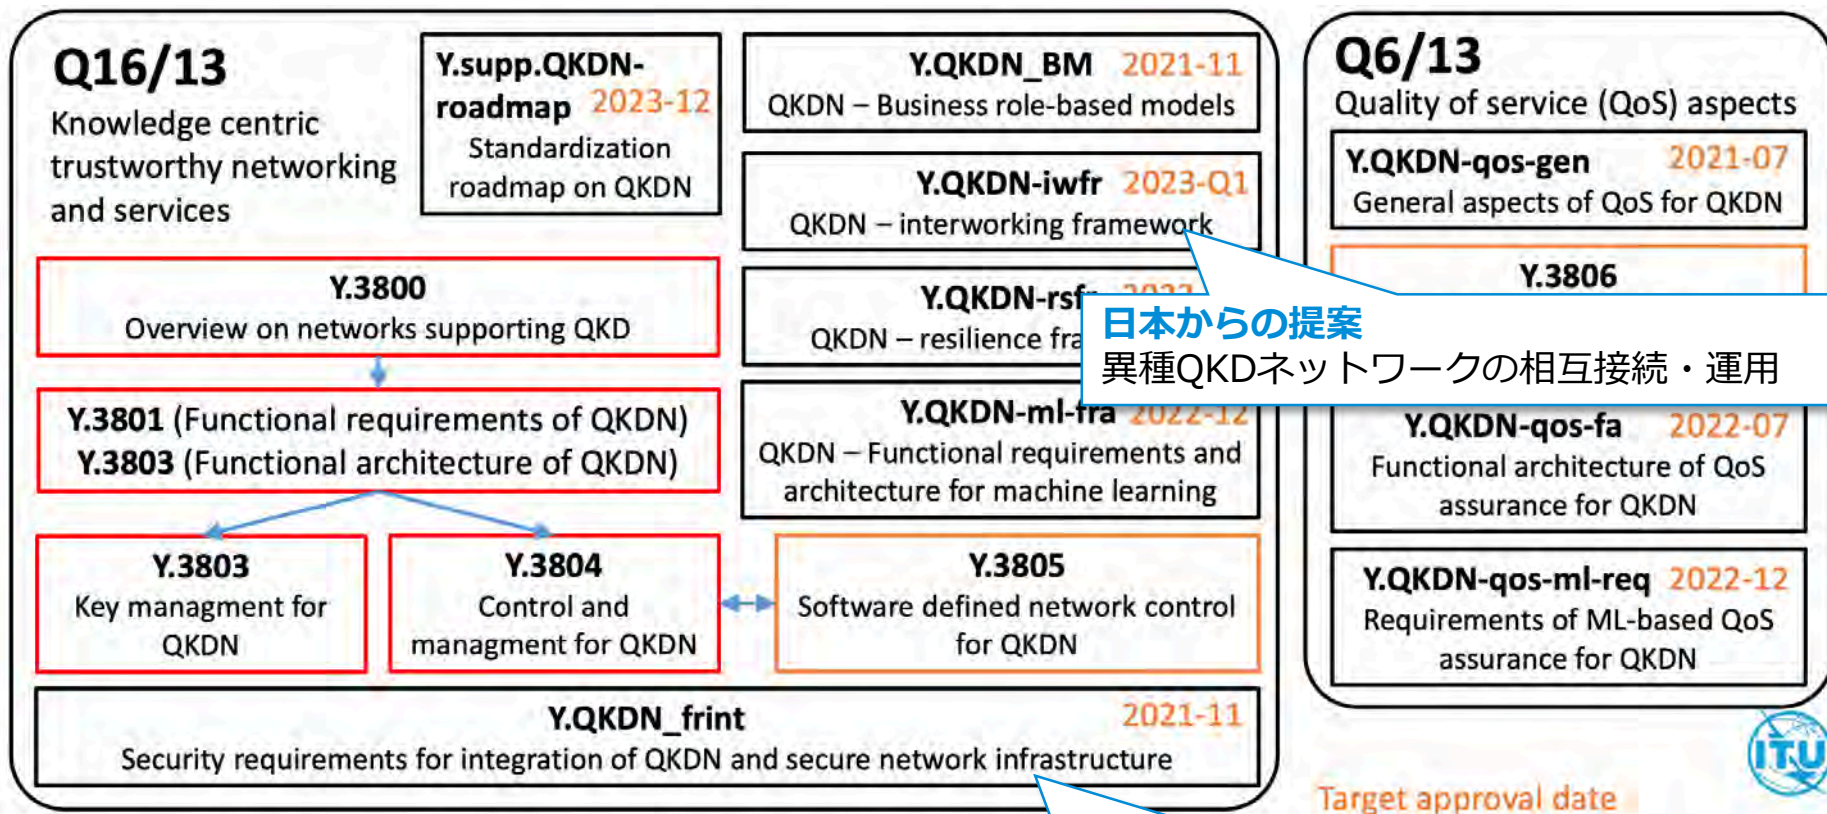 Q16/13
Knowledge centric
trustworthy networking
and services
Y.supp.QKDN-
roadmap 2023-12
Standardization
roadmap on QKDN
Y.QKDN_BM 2021-11
QKDN – Business role-based models
Y.QKDN-iwfr 2023-Q1
QKDN – interworking framework
Y.3800
Overview on networks supporting QKD
Y.QKDN-rsfr
QKDN – resilience
Y.3801 (Functional requirements of QKDN)
Y.3803 (Functional architecture of QKDN)
Y.QKDN-ml-fra 2022-12
QKDN – Functional requirements and
architecture for machine learning
Y.3803
Key managment for
QKDN
Y.3804
Control and
managment for QKDN
Y.3805
Software defined network control
for QKDN
Y.QKDN_frint 2021-11
Security requirements for integration of QKDN and secure network infrastructure
Q6/13
Quality of service (QoS) aspects
Y.QKDN-qos-gen 2021-07
General aspects of QoS for QKDN
Y.3806
日本からの提案
異種QKDネットワークの相互接続・運用
Y.QKDN-qos-fa 2022-07
Functional architecture of QoS
assurance for QKDN
Y.QKDN-qos-ml-req 2022-12
Requirements of ML-based QoS
assurance for QKDN
ITU
Target approval date